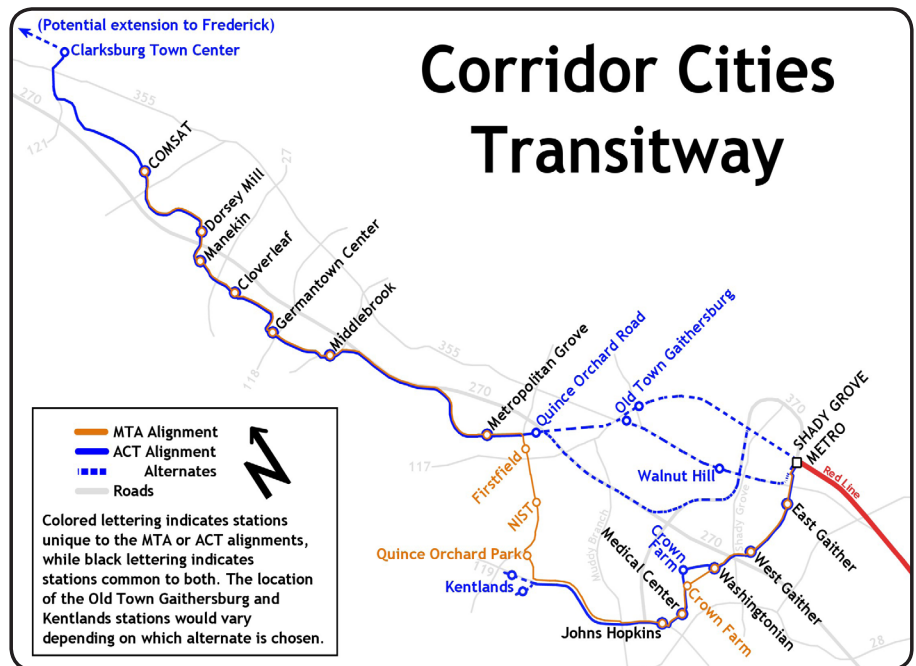 (Potential extension to Frederick)
Clarksburg Town Center
Corridor Cities
Transitway
270
355
121
27
COMSAT
Dorsey Mill
Manekin
Cloverleaf
Germantown Center
Middlebrook
118
355
270
Metropolitan Grove
Quince Orchard Road
Old Town Gaithersburg
370
SHADY GROVE
METRO
Red Line
117
Firstfield
Walnut Hill
NIST
East Gaither
Shady Grove
Muddy Branch
270
Quince Orchard Park
119
Kentlands
Crown
Farm
Medical Center
West Gaither
Washingtonian
Crown Farm
Johns Hopkins
28
MTA Alignment
ACT Alignment
Alternates
Roads
N
Colored lettering indicates stations
unique to the MTA or ACT alignments,
while black lettering indicates
stations common to both. The location
of the Old Town Gaithersburg and
Kentlands stations would vary
depending on which alternate is chosen.